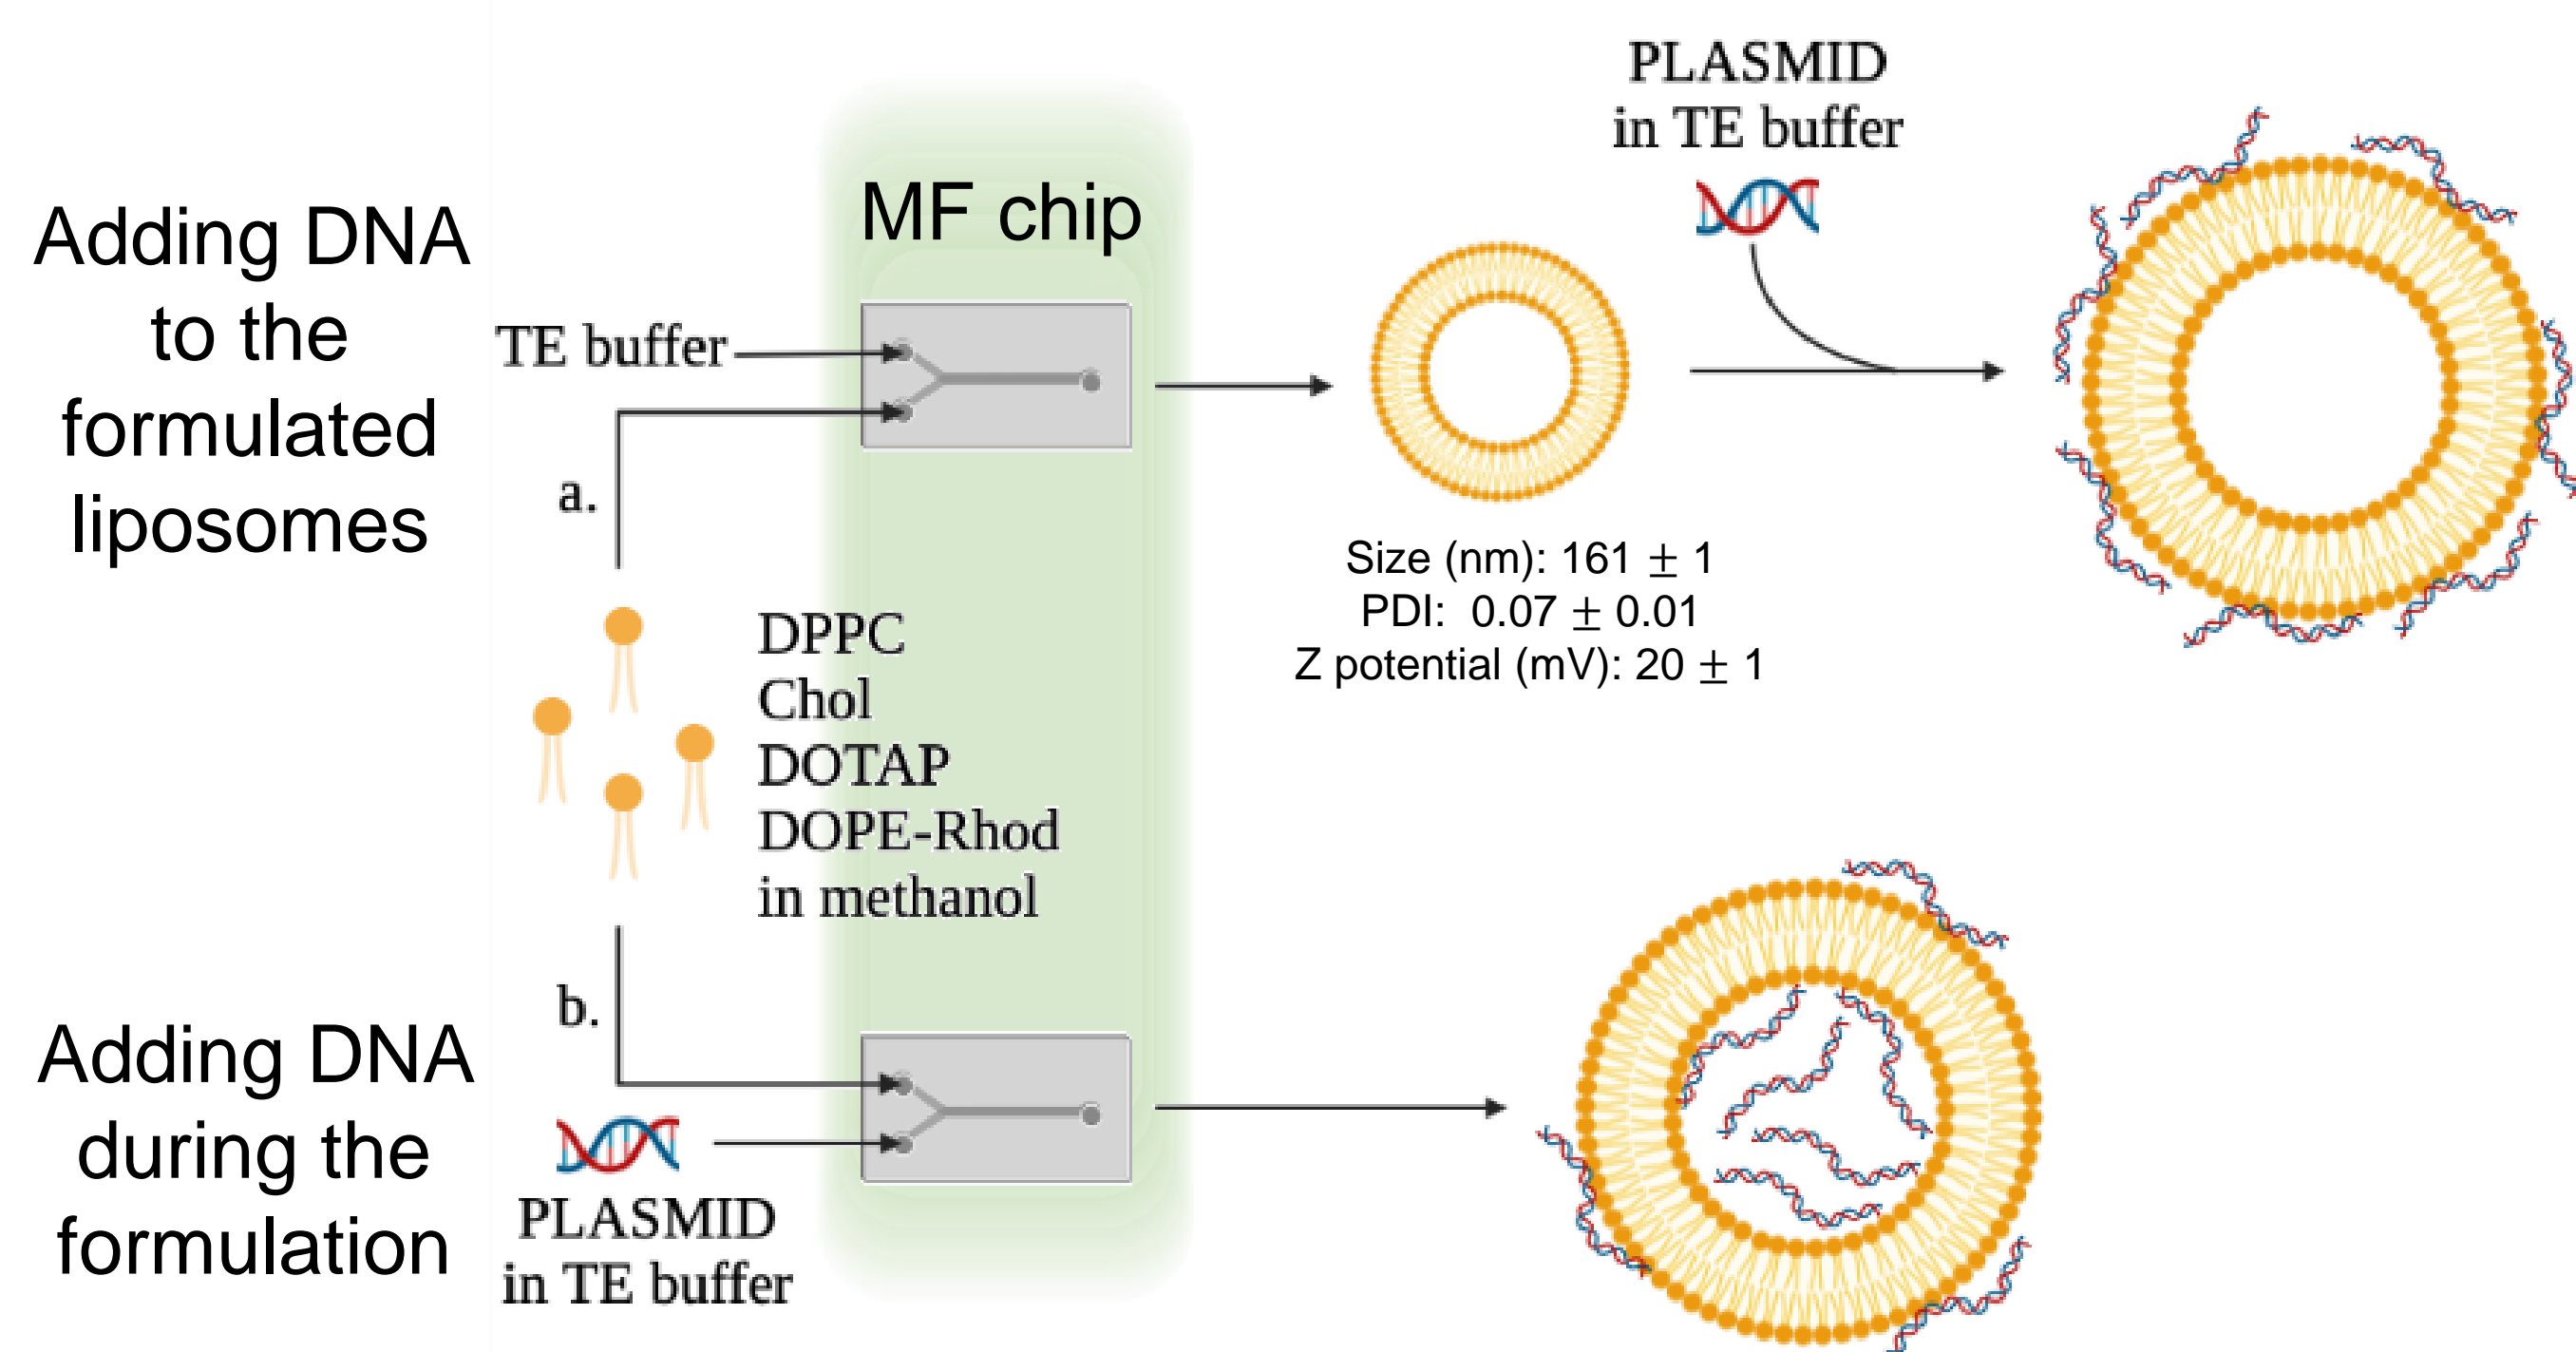 Adding DNA
to the
formulated
liposomes
MF chip
TE buffer
a.
PLASMID
in TE buffer
Size (nm): 161 ± 1
PDI: 0.07 ± 0.01
Z potential (mV): 20 ± 1
DPPC
Chol
DOTAP
DOPE-Rhod
in methanol
Adding DNA
during the
formulation
b.
PLASMID
in TE buffer